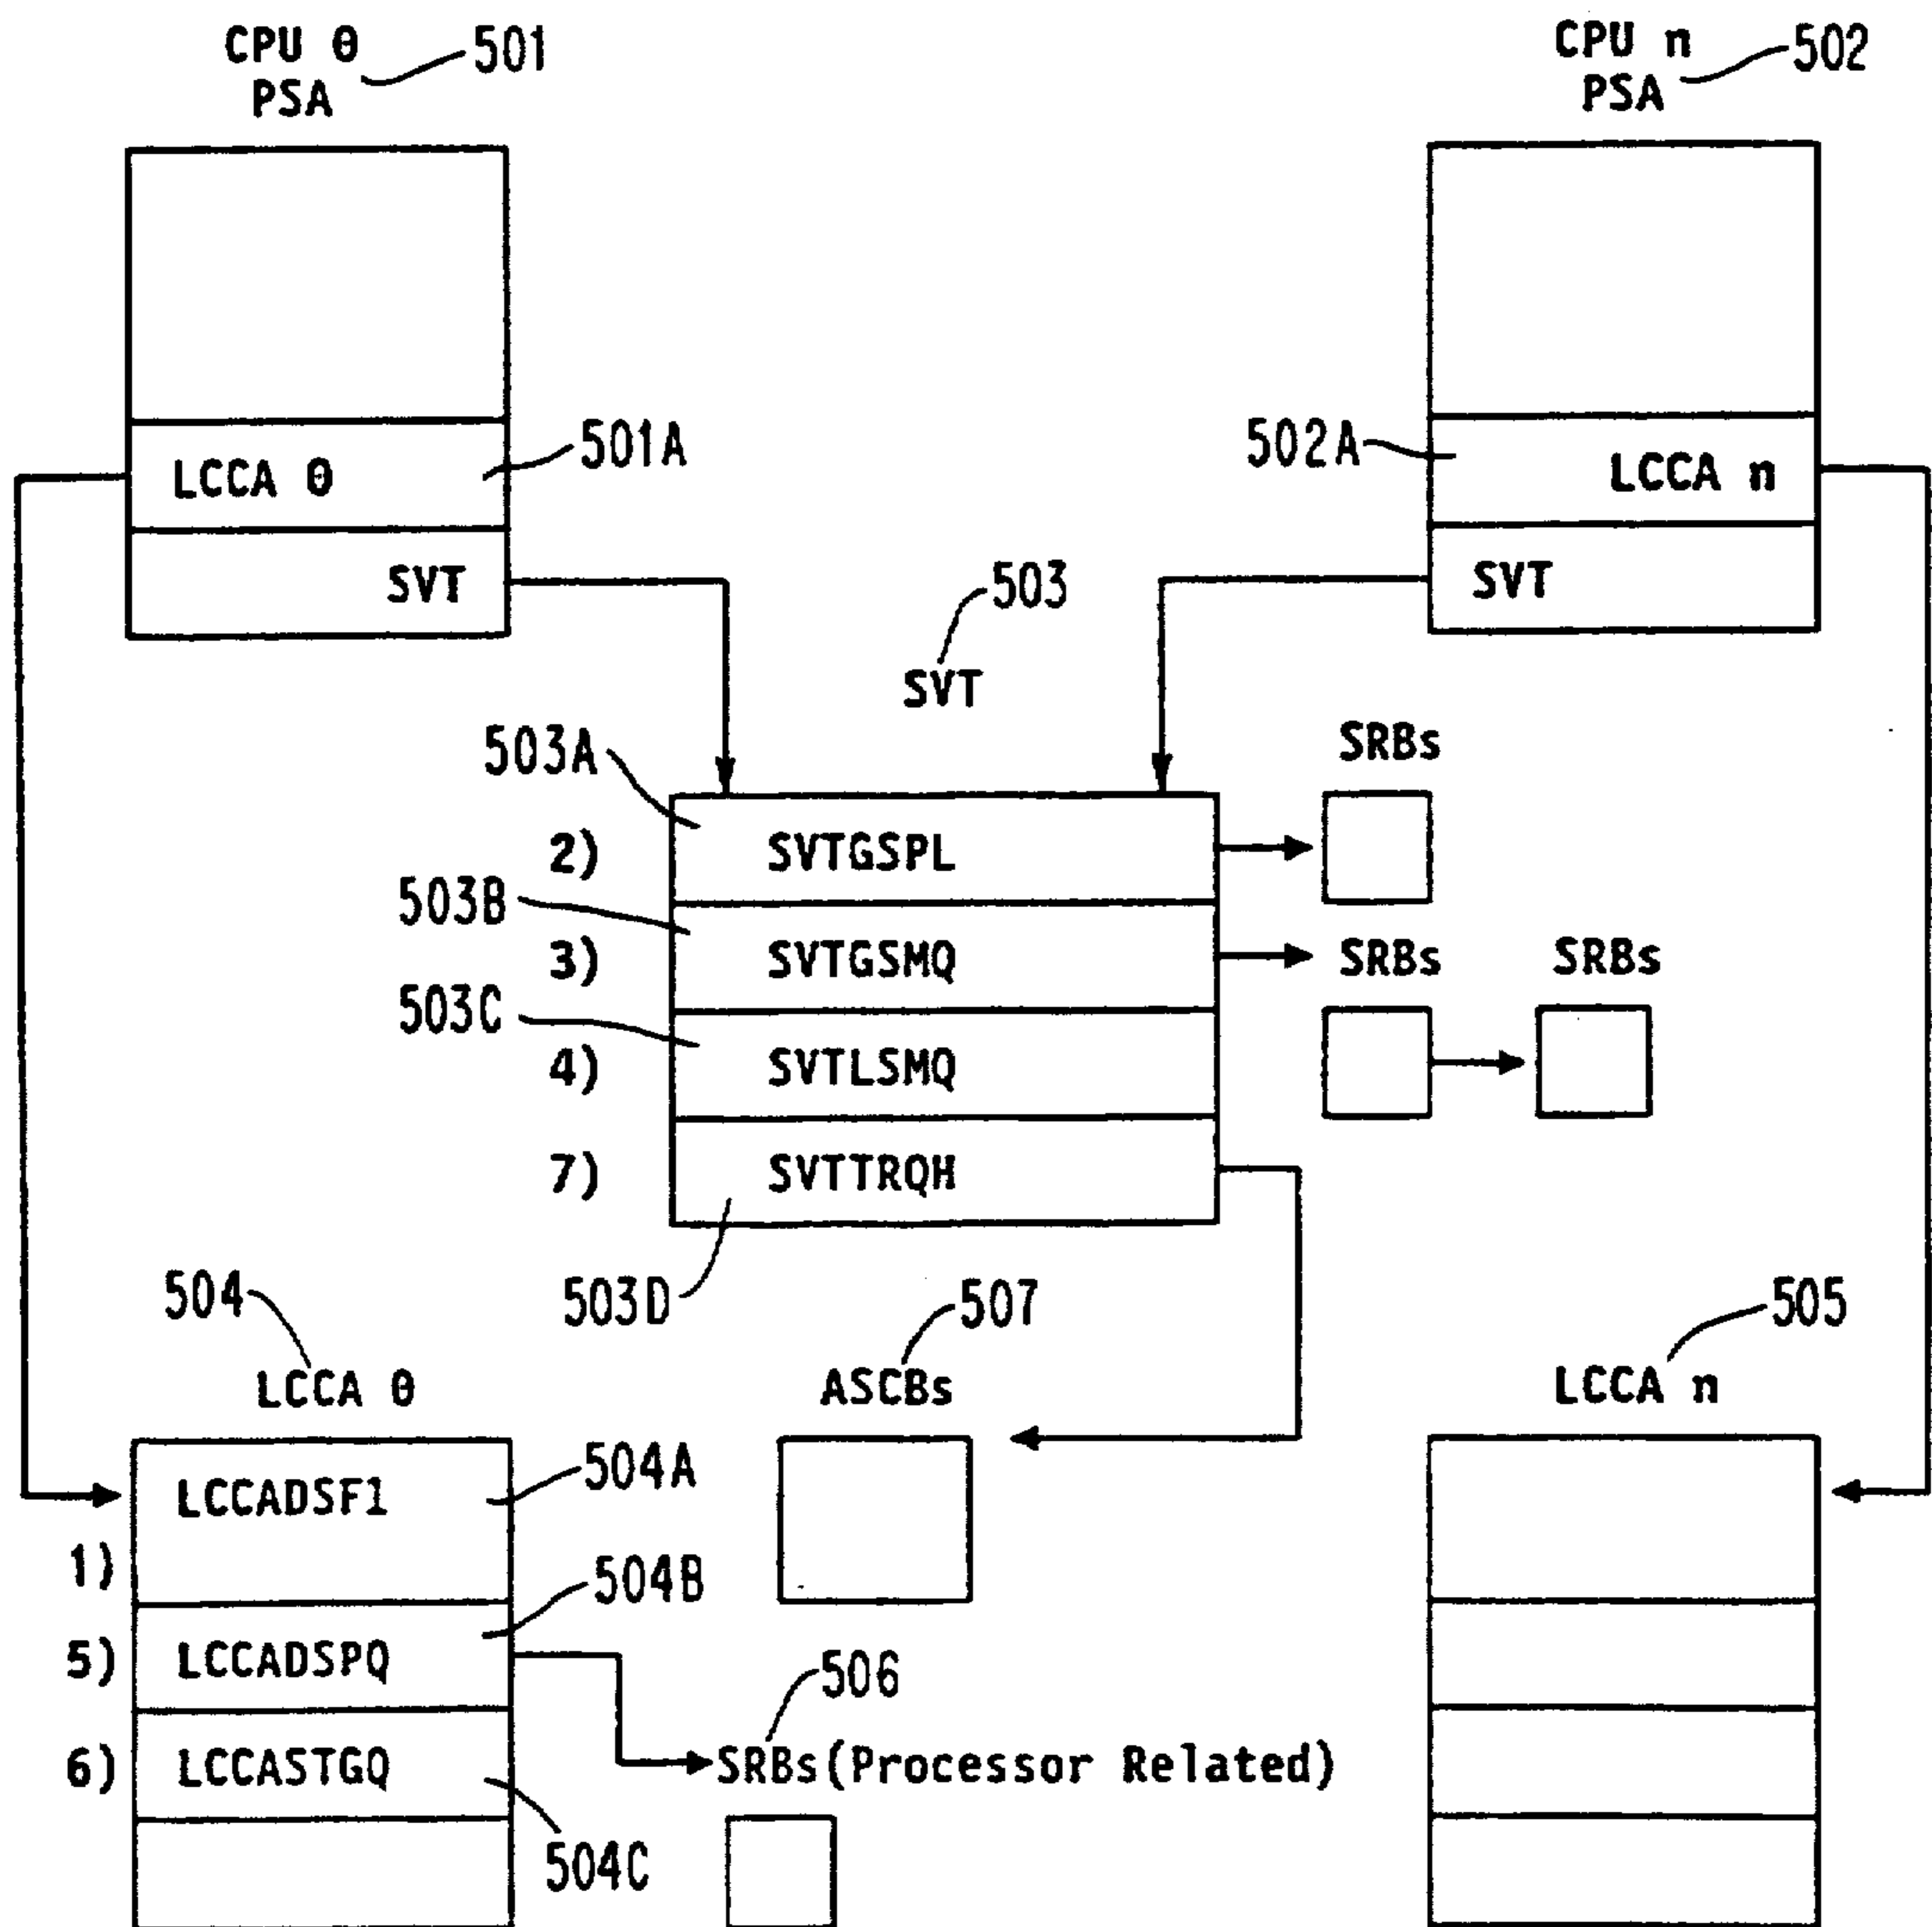 CPU 0
PSA
501
CPU n
PSA
502
LCCA 0
501A
502A
LCCA n
SVT
SVT
503
SVT
503A
SRBs
2)
SVTGSPL
503B
3)
SVTGSMQ
SRBs
SRBs
503C
4)
SVTLSMQ
7)
SVTTRQH
503D
504
LCCA 0
507
ASCBs
505
LCCA n
LCCADSF1
504A
1)
504B
5)
LCCADSPQ
506
6)
LCCASTGQ
SRBs(Processor Related)
504C